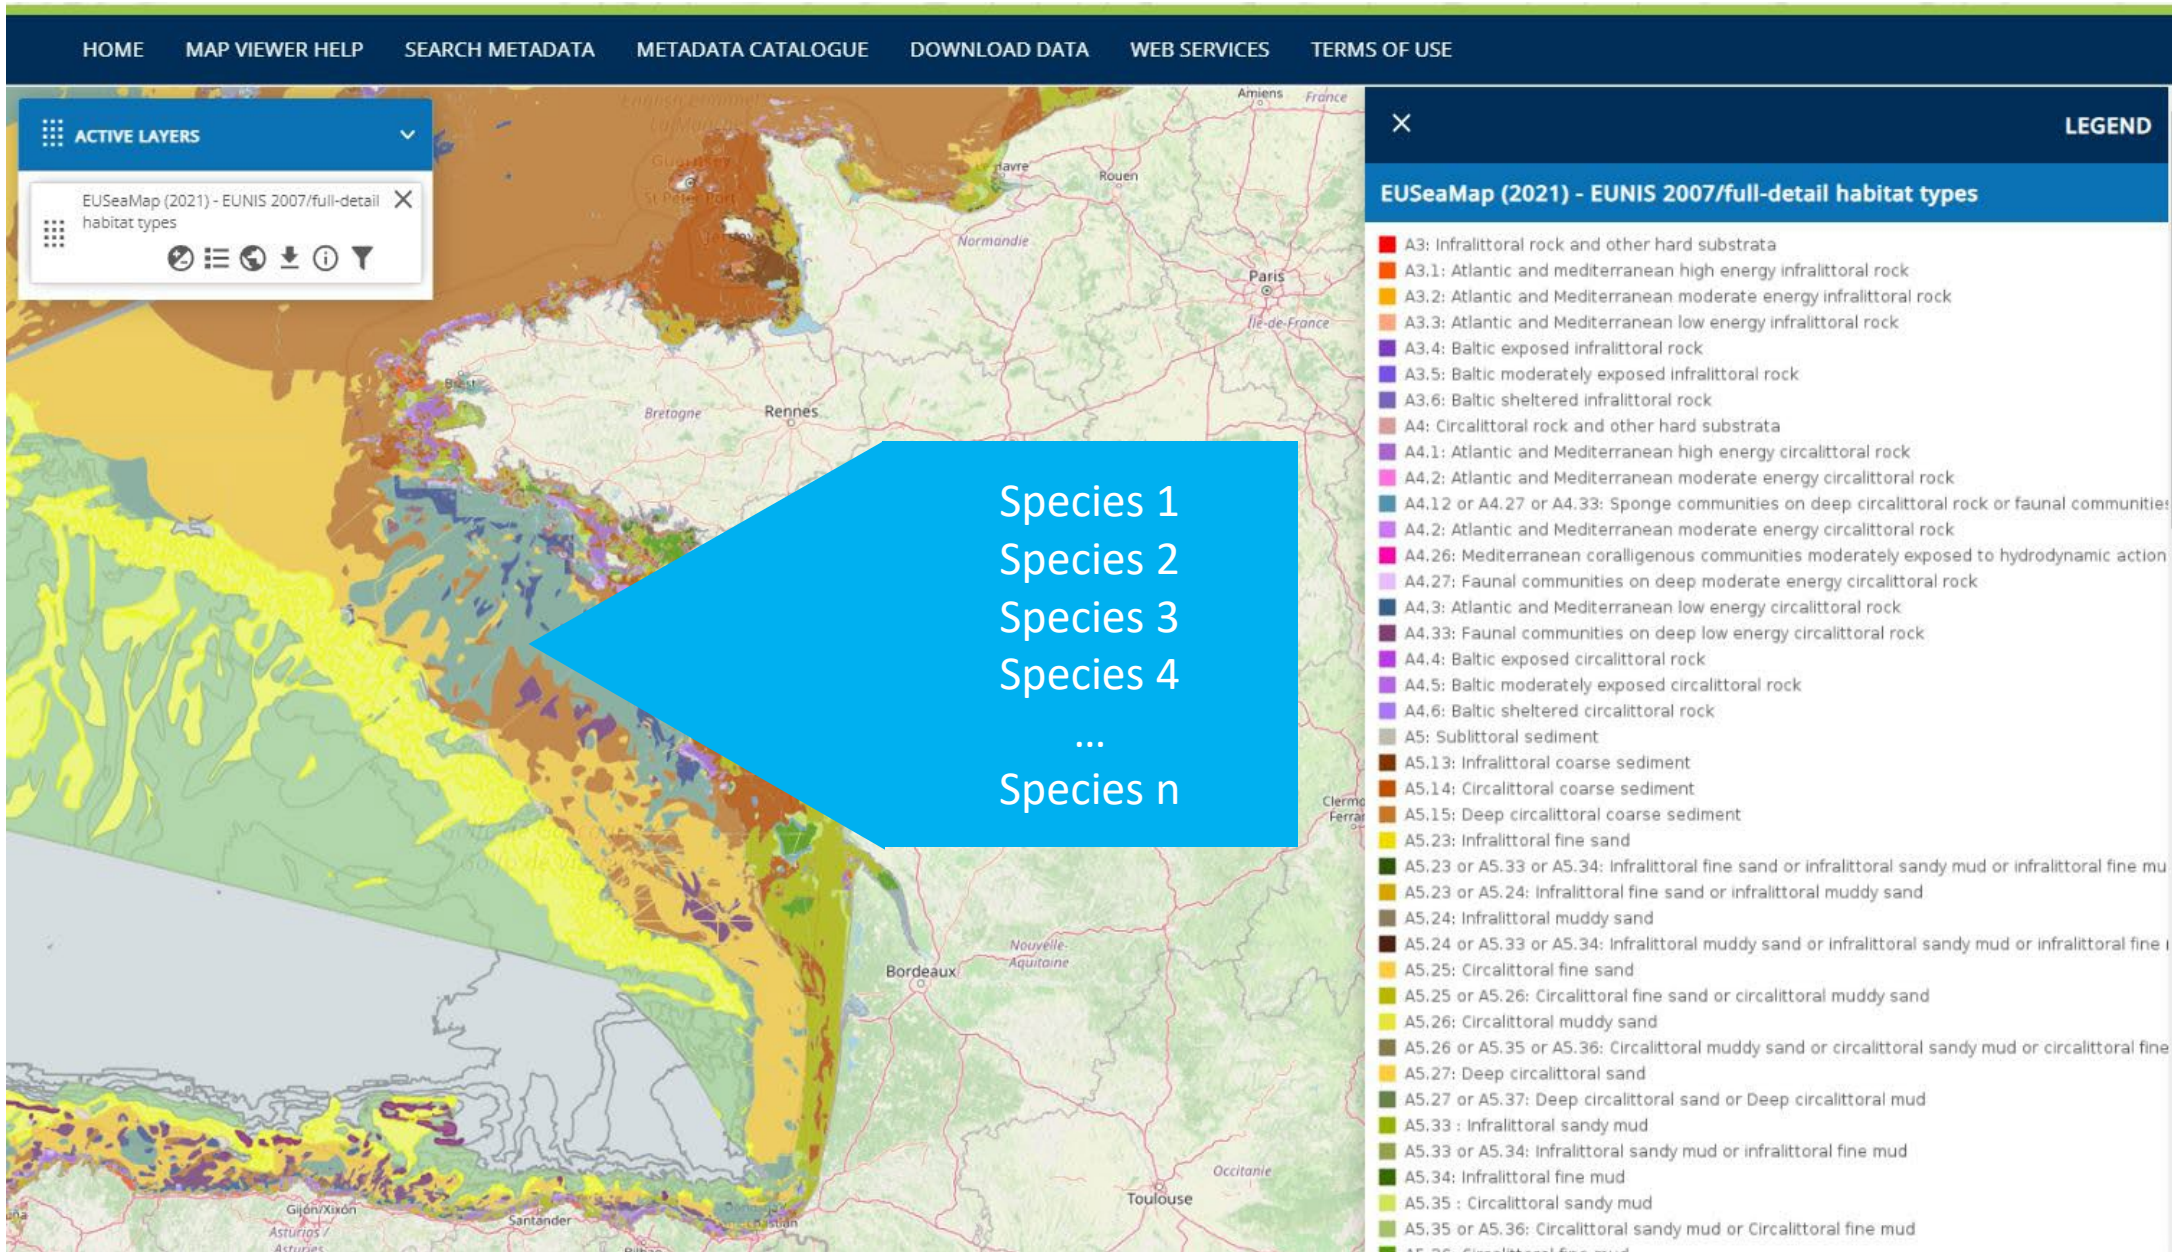 HOME MAP VIEWER HELP SEARCH METADATA METADATA CATALOGUE DOWNLOAD DATA WEB SERVICES TERMS OF USE
ACTIVE LAYERS
EUSeaMap (2021) - EUNIS 2007/full-detail
habitat types
Amiens
France
Guernsey
St Peter Port
Jersey
Havre
Rouen
Normandie
Paris
Île-de-France
Brest
Bretagne
Rennes
Species 1
Species 2
Species 3
Species 4
...
Species n
Clermo
Ferrar
Nouvelle-
Aquitaine
Bordeaux
Occitanie
Toulouse
Gijón/Xixón
Asturias /
Asturies
Santander
LEGEND
EUSeaMap (2021) - EUNIS 2007/full-detail habitat types
A3: Infralittoral rock and other hard substrata
A3.1: Atlantic and mediterranean high energy infralittoral rock
A3.2: Atlantic and Mediterranean moderate energy infralittoral rock
A3.3: Atlantic and Mediterranean low energy infralittoral rock
A3.4: Baltic exposed infralittoral rock
A3.5: Baltic moderately exposed infralittoral rock
A3.6: Baltic sheltered infralittoral rock
A4: Circalittoral rock and other hard substrata
A4.1: Atlantic and Mediterranean high energy circalittoral rock
A4.2: Atlantic and Mediterranean moderate energy circalittoral rock
A4.12 or A4.27 or A4.33: Sponge communities on deep circalittoral rock or faunal communities
A4.2: Atlantic and Mediterranean moderate energy circalittoral rock
A4.26: Mediterranean coralligenous communities moderately exposed to hydrodynamic action
A4.27: Faunal communities on deep moderate energy circalittoral rock
A4.3: Atlantic and Mediterranean low energy circalittoral rock
A4.33: Faunal communities on deep low energy circalittoral rock
A4.4: Baltic exposed circalittoral rock
A4.5: Baltic moderately exposed circalittoral rock
A4.6: Baltic sheltered circalittoral rock
A5: Sublittoral sediment
A5.13: Infralittoral coarse sediment
A5.14: Circalittoral coarse sediment
A5.15: Deep circalittoral coarse sediment
A5.23: Infralittoral fine sand
A5.23 or A5.33 or A5.34: Infralittoral fine sand or infralittoral sandy mud or infralittoral fine mu
A5.23 or A5.24: Infralittoral fine sand or infralittoral muddy sand
A5.24: Infralittoral muddy sand
A5.24 or A5.33 or A5.34: Infralittoral muddy sand or infralittoral sandy mud or infralittoral fine
A5.25: Circalittoral fine sand
A5.25 or A5.26: Circalittoral fine sand or circalittoral muddy sand
A5.26: Circalittoral muddy sand
A5.26 or A5.35 or A5.36: Circalittoral muddy sand or circalittoral sandy mud or circalittoral fine
A5.27: Deep circalittoral sand
A5.27 or A5.37: Deep circalittoral sand or Deep circalittoral mud
A5.33 : Infralittoral sandy mud
A5.33 or A5.34: Infralittoral sandy mud or infralittoral fine mud
A5.34: Infralittoral fine mud
A5.35 : Circalittoral sandy mud
A5.35 or A5.36: Circalittoral sandy mud or Circalittoral fine mud